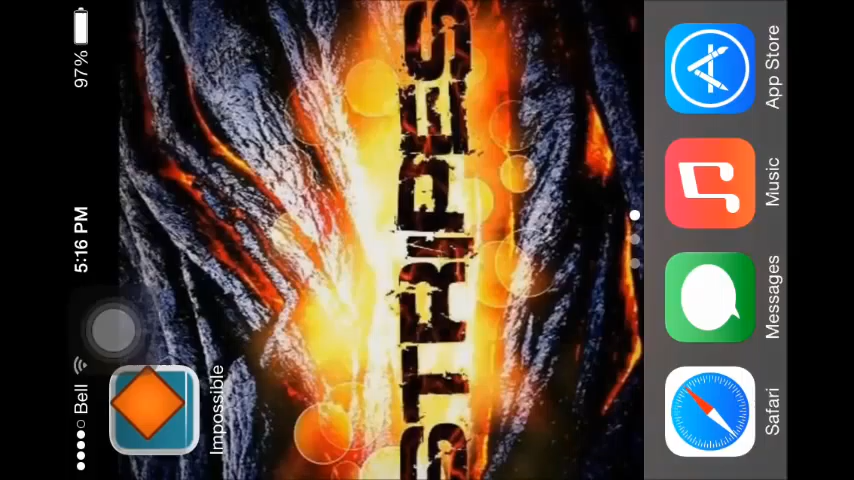 Bell 5:16 PM 97%
Impossible
STRIPES
Safari
Messages
Music
App Store